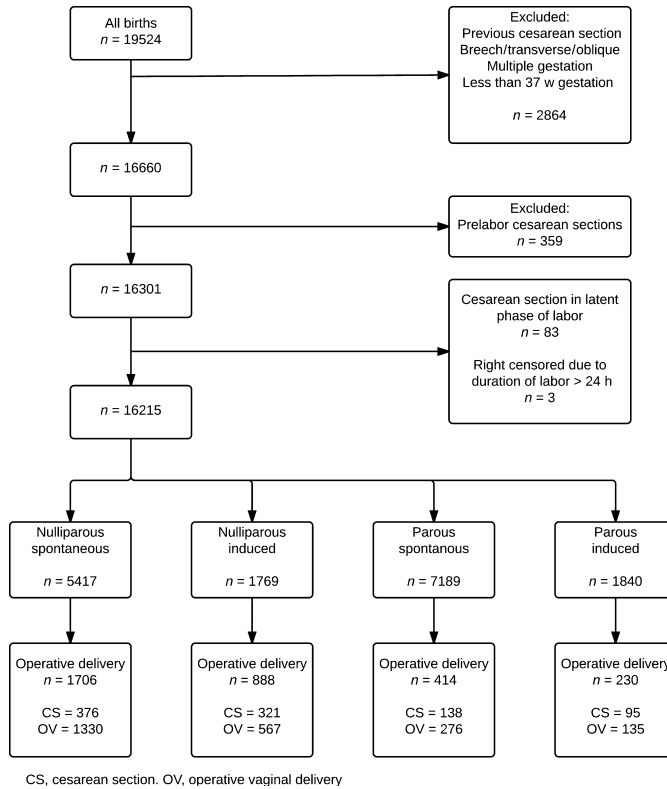 All births
n = 19524
Excluded:
Previous cesarean section
Breech/transverse/oblique
Multiple gestation
Less than 37 w gestation
n = 2864
n = 16660
Excluded:
Prelabor cesarean sections
n = 359
n = 16301
Cesarean section in latent
phase of labor
n = 83
Right censored due to
duration of labor > 24 h
n = 3
n = 16215
Nulliparous
spontaneous
n = 5417
Nulliparous
induced
n = 1769
Parous
spontanous
n = 7189
Parous
induced
n = 1840
Operative delivery
n = 1706
CS = 376
OV = 1330
Operative delivery
n = 888
CS = 321
OV = 567
Operative delivery
n = 414
CS = 138
OV = 276
Operative delivery
n = 230
CS = 95
OV = 135
CS, cesarean section. OV, operative vaginal delivery